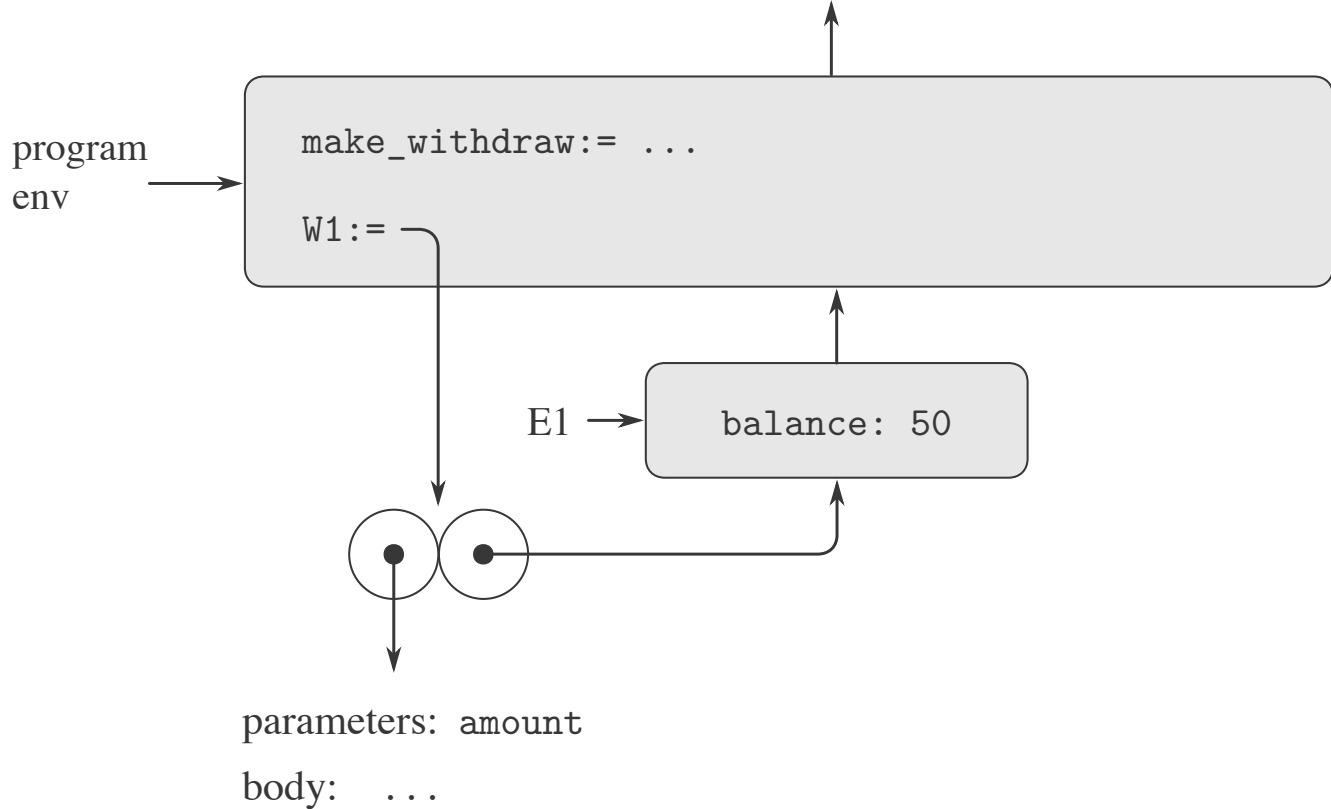 program
env
make_withdraw:= ...
W1:=
E1
balance: 50
parameters: amount
body: ...